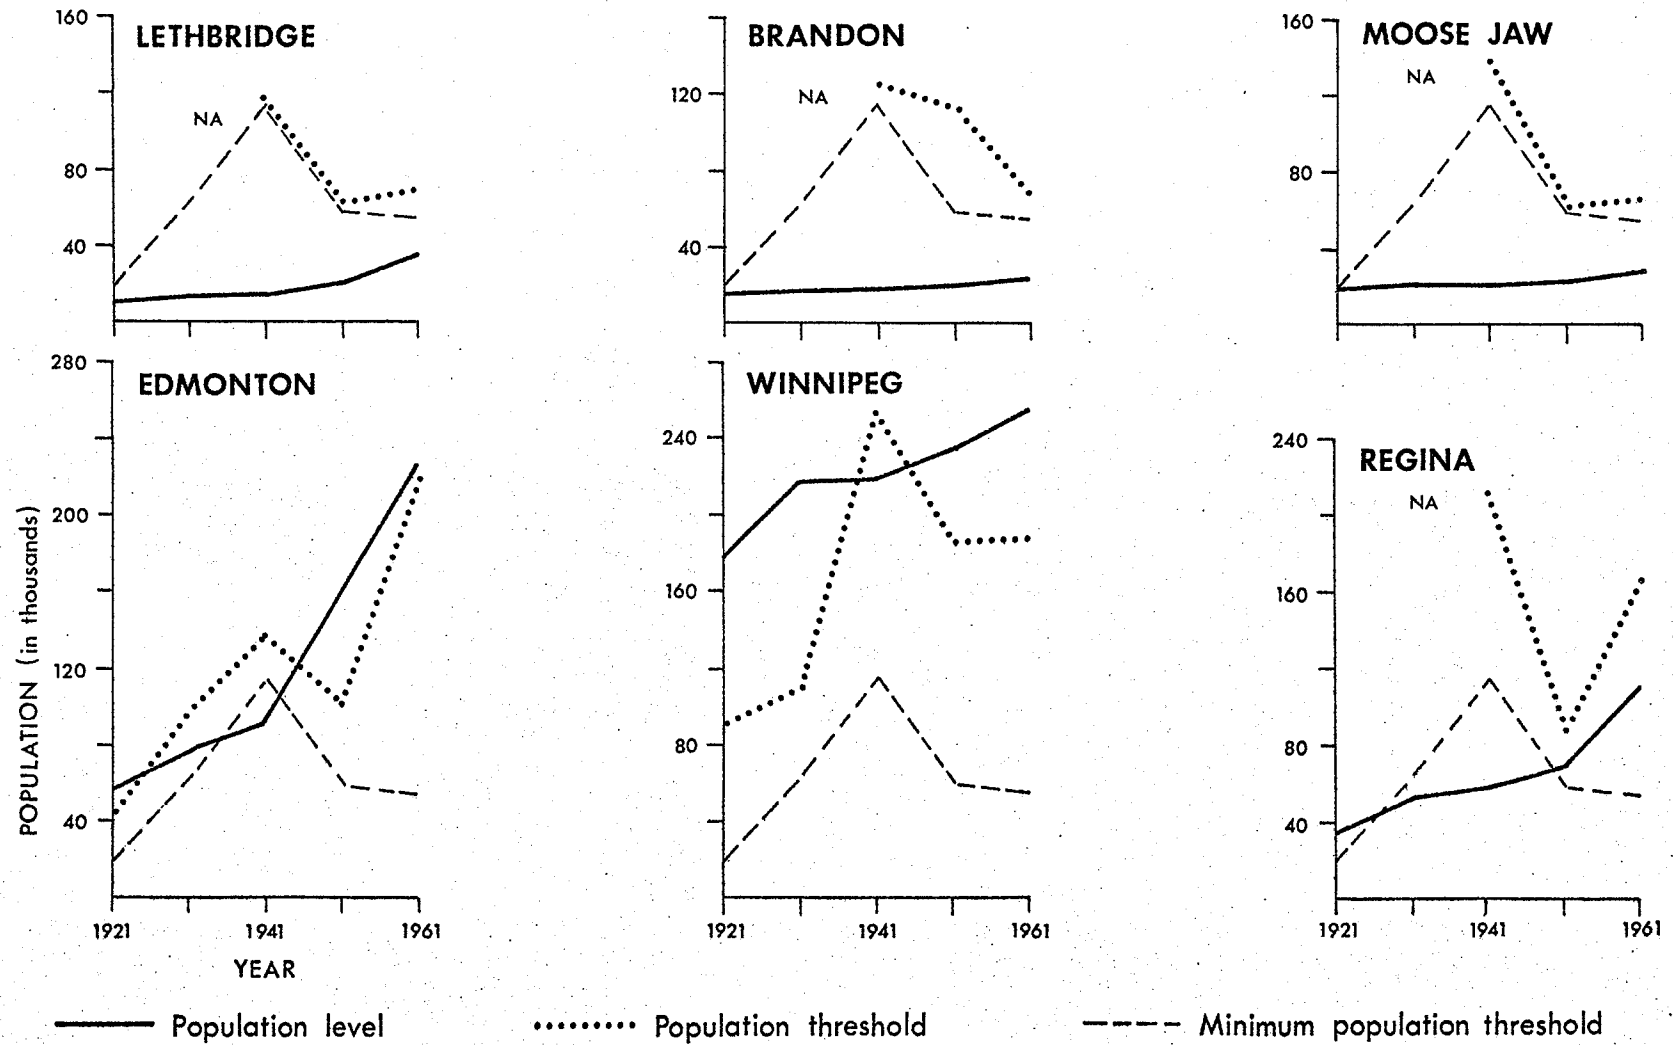 LETHBRIDGE
160
80
40
NA
BRANDON
120
40
NA
MOOSE JAW
160
80
NA
EDMONTON
280
200
120
40
1921 1941 1961
YEAR
POPULATION (in thousands)
WINNIPEG
240
160
80
1921 1941 1961
REGINA
NA
240
160
80
40
1921 1941 1961
Population level Population threshold Minimum population threshold